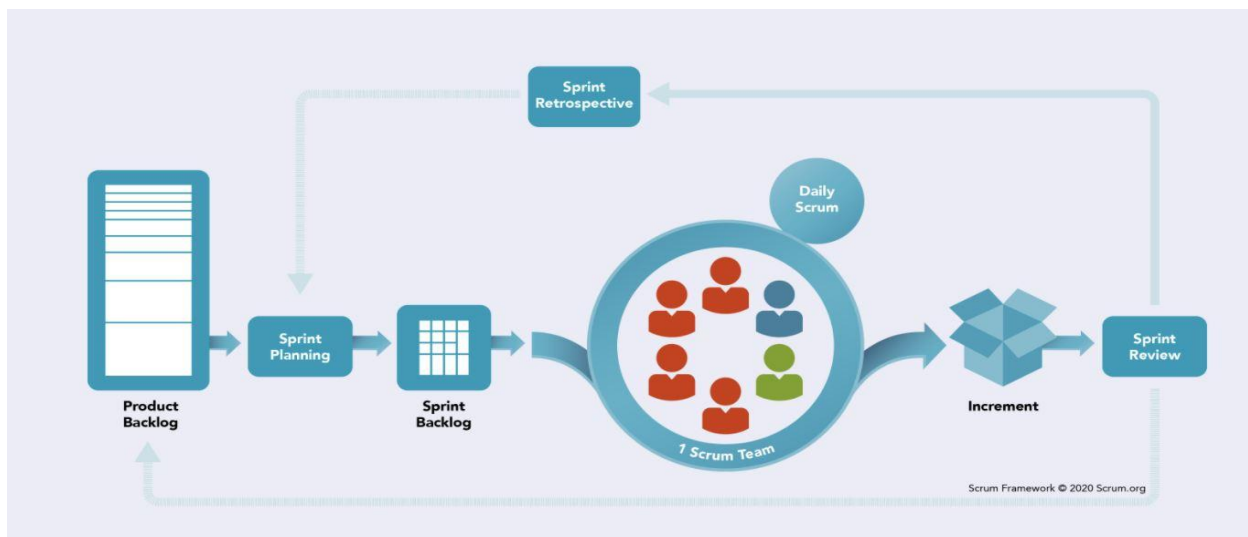 Sprint
Retrospective
Daily
Scrum
Sprint
Planning
Sprint
Review
Product
Backlog
Sprint
Backlog
Increment
1 Scrum Team
Scrum Framework © 2020 Scrum.org